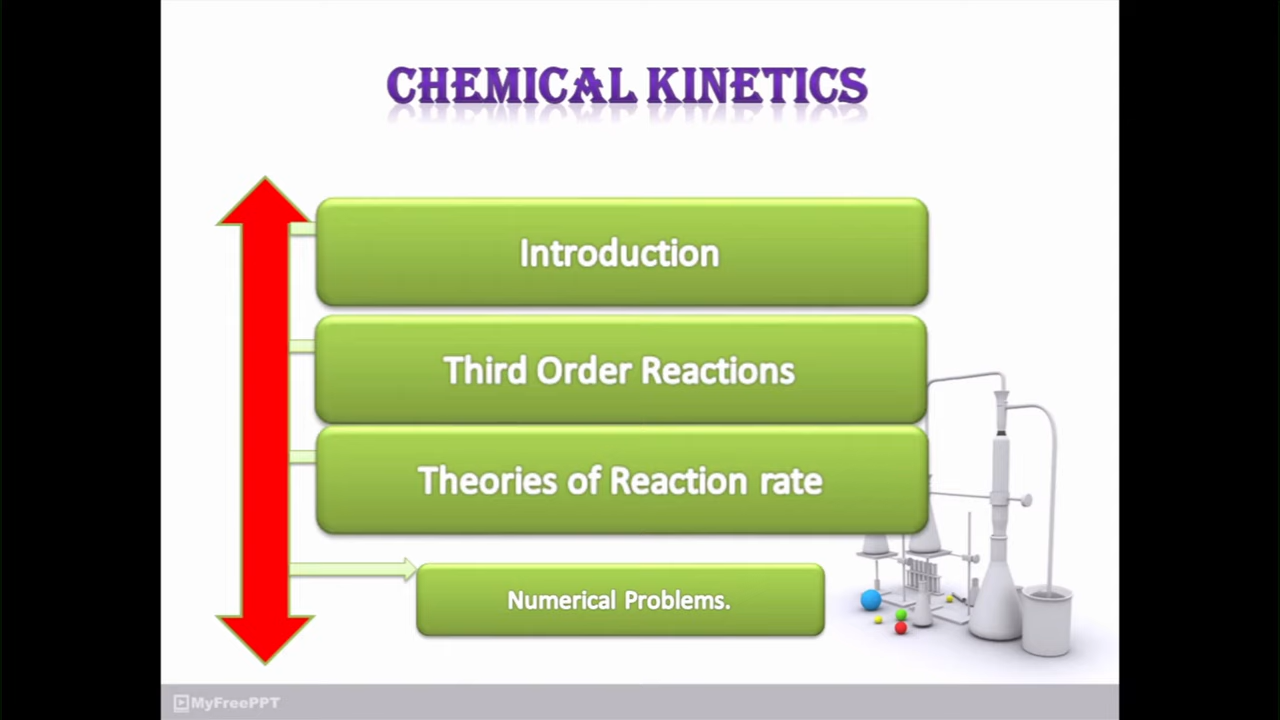 CHEMICAL KINETICS
Introduction
Third Order Reactions
Theories of Reaction rate
Numerical Problems.
MyFreePPT